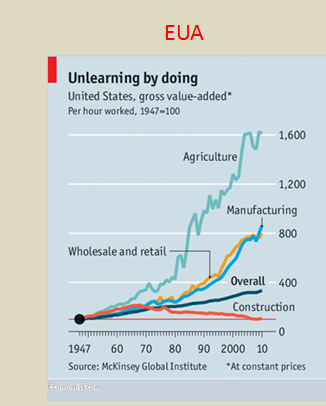 EUA
Unlearning by doing
United States, gross value-added*
Per hour worked, 1947=100
1,600
Agriculture
1,200
Manufacturing
800
Wholesale and retail
Overall
400
Construction
0
1947 60 70 80 90 2000 10
Source: McKinsey Global Institute *At constant prices
Economist.com